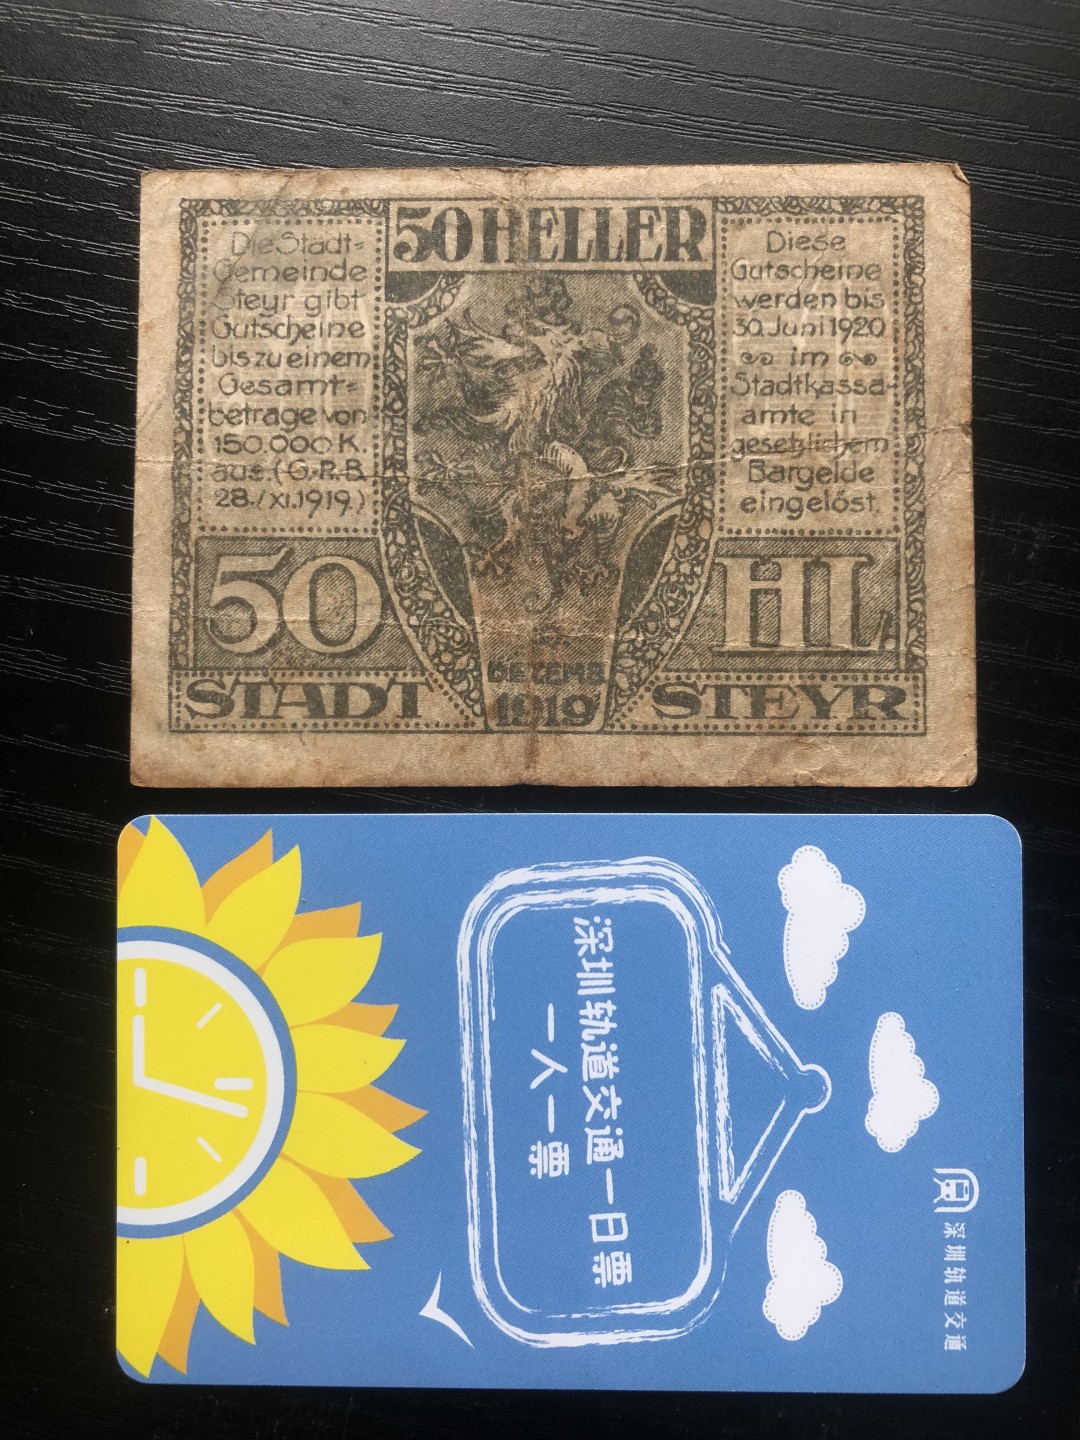 50 HELLER
Die Stadt=
Gemeinde
Steyr gibt
Gutscheine
bis zu einem
Gesamt=
betrage von
150.000 K.
aus. (G.R.B.
28./XI.1919.)
Diese
Gutscheine
werden bis
30. Juni 1920
im
Stadtkassa=
amte in
gesetzlichem
Bargelde
eingelöst.
50
HL
STADT
DEZEMB
1919
STEYR
深圳轨道交通一日票
一人一票
深圳轨道交通